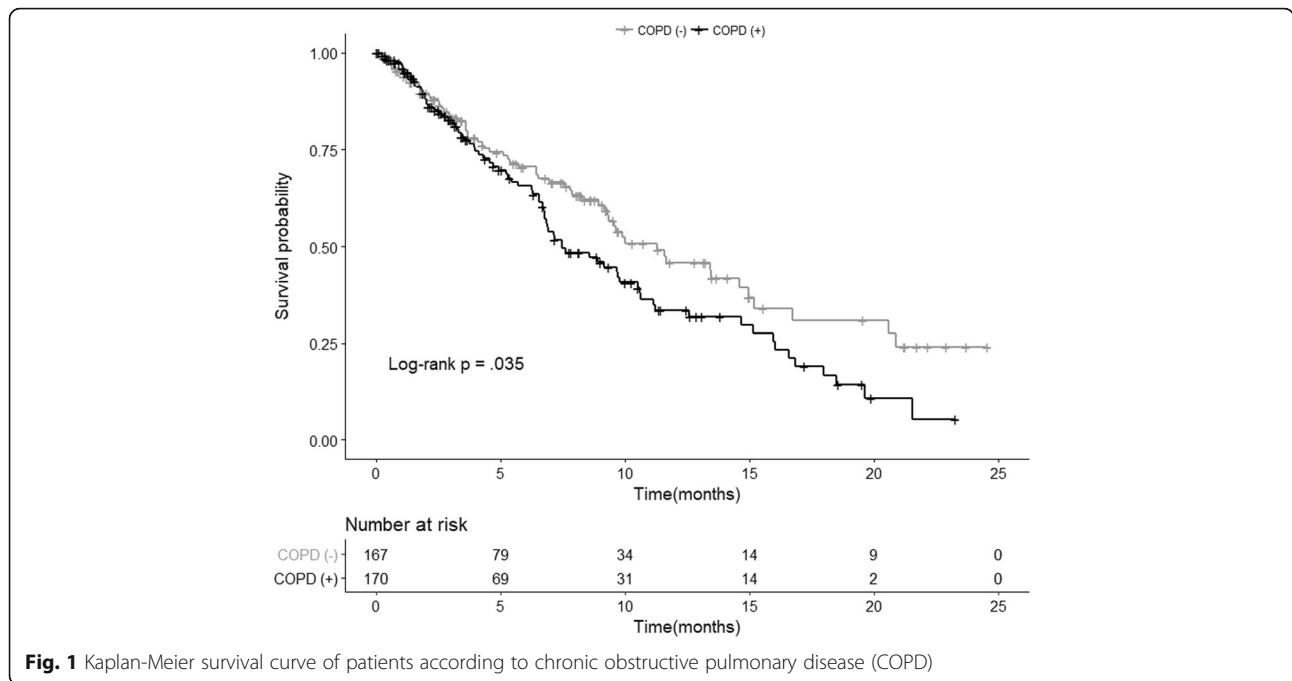 COPD (-) COPD (+)
1.00
0.75
0.50
0.25
0.00
Survival probability
Log-rank p = .035
0 5 10 15 20 25
Time(months)
Number at risk
COPD (-) 167 79 34 14 9 0
COPD (+) 170 69 31 14 2 0
0 5 10 15 20 25
Time(months)
Fig. 1 Kaplan-Meier survival curve of patients according to chronic obstructive pulmonary disease (COPD)